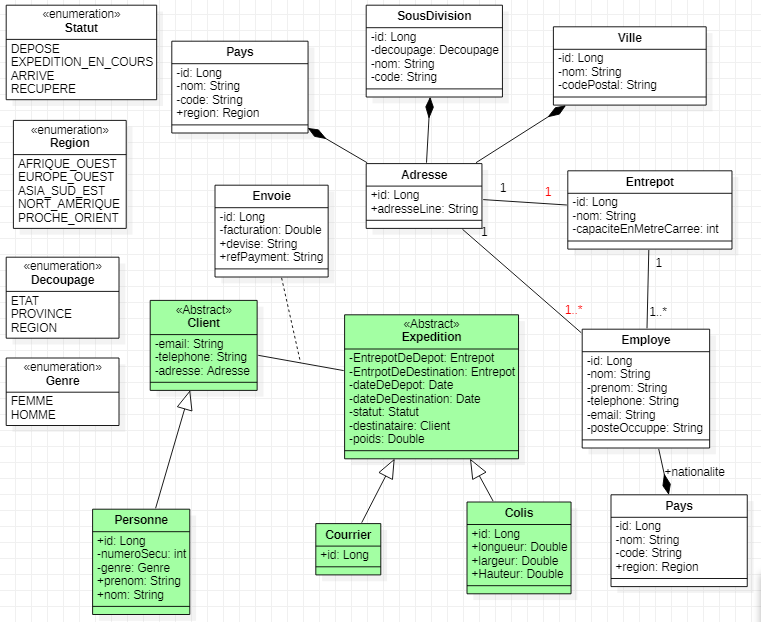 «enumeration»
Statut
DEPOSE
EXPEDITION_EN_COURS
ARRIVE
RECUPERE
Pays
-id: Long
-nom: String
-code: String
+region: Region
SousDivision
-id: Long
-decoupage: Decoupage
-nom: String
-code: String
Ville
-id: Long
-nom: String
-codePostal: String
«enumeration»
Region
AFRIQUE_OUEST
EUROPE_OUEST
ASIA_SUD_EST
NORT_AMERIQUE
PROCHE_ORIENT
Envoie
-id: Long
-facturation: Double
+devise: String
+refPayment: String
Adresse
+id: Long
+adresseLine: String
1
1
1
1..*
Entrepot
-id: Long
-nom: String
-capaciteEnMetreCarree: int
1
1..*
«enumeration»
Decoupage
ETAT
PROVINCE
REGION
«Abstract»
Client
-email: String
-telephone: String
-adresse: Adresse
«Abstract»
Expedition
-EntrepotDeDepot: Entrepot
-EntrpotDeDestination: Entrepot
-dateDeDepot: Date
-dateDeDestination: Date
-statut: Statut
-destinataire: Client
-poids: Double
Employe
-id: Long
-nom: String
-prenom: String
-telephone: String
-email: String
-posteOccuppe: String
+nationalite
«enumeration»
Genre
FEMME
HOMME
Personne
+id: Long
-numeroSecu: int
-genre: Genre
+prenom: String
+nom: String
Courrier
+id: Long
Colis
+id: Long
+longueur: Double
+largeur: Double
+Hauteur: Double
Pays
-id: Long
-nom: String
-code: String
+region: Region